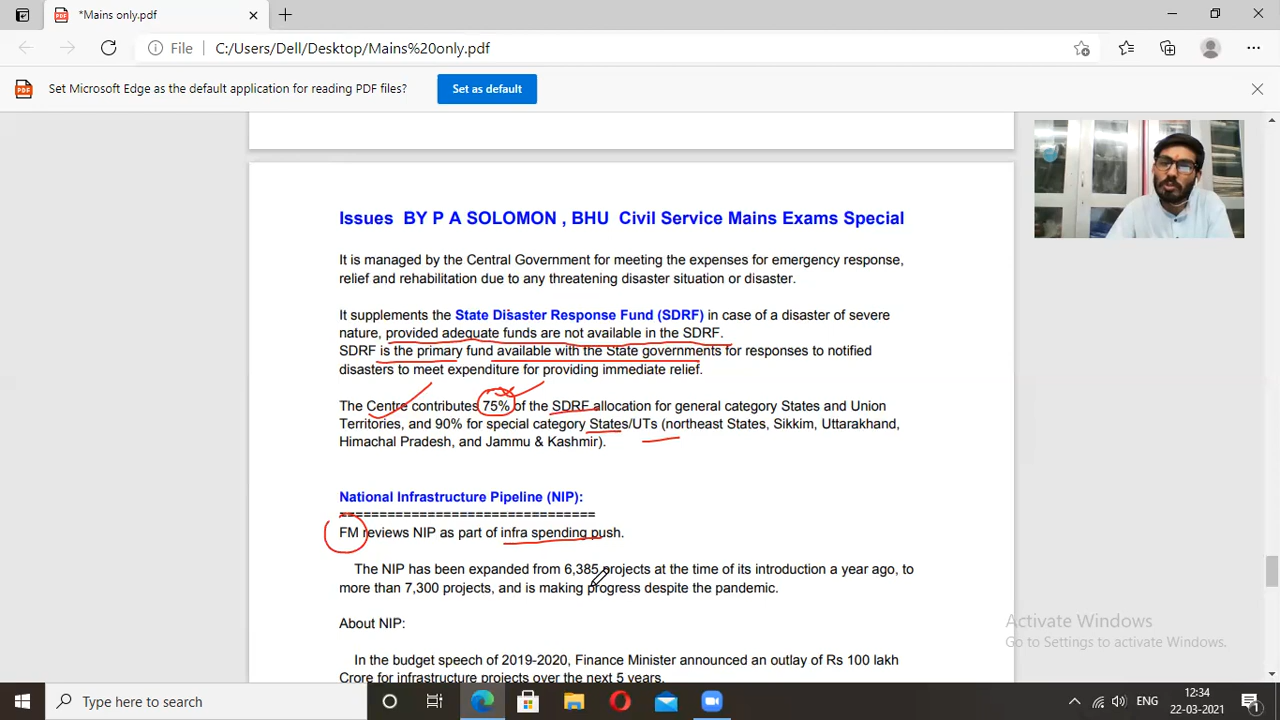 *Mains only.pdf
File
C:/Users/Dell/Desktop/Mains%20only.pdf
Set Microsoft Edge as the default application for reading PDF files?
Set as default
Issues BY P A SOLOMON , BHU Civil Service Mains Exams Special
It is managed by the Central Government for meeting the expenses for emergency response,
relief and rehabilitation due to any threatening disaster situation or disaster.
It supplements the State Disaster Response Fund (SDRF) in case of a disaster of severe
nature, provided adequate funds are not available in the SDRF.
SDRF is the primary fund available with the State governments for responses to notified
disasters to meet expenditure for providing immediate relief.
The Centre contributes 75% of the SDRF allocation for general category States and Union
Territories, and 90% for special category States/UTs (northeast States, Sikkim, Uttarakhand,
Himachal Pradesh, and Jammu & Kashmir).
National Infrastructure Pipeline (NIP):
==============================
FM reviews NIP as part of infra spending push.
The NIP has been expanded from 6,385 projects at the time of its introduction a year ago, to
more than 7,300 projects, and is making progress despite the pandemic.
About NIP:
In the budget speech of 2019-2020, Finance Minister announced an outlay of Rs 100 lakh
Crore for infrastructure projects over the next 5 years.
Activate Windows
Go to Settings to activate Windows.
Type here to search
ENG
12:34
22-03-2021